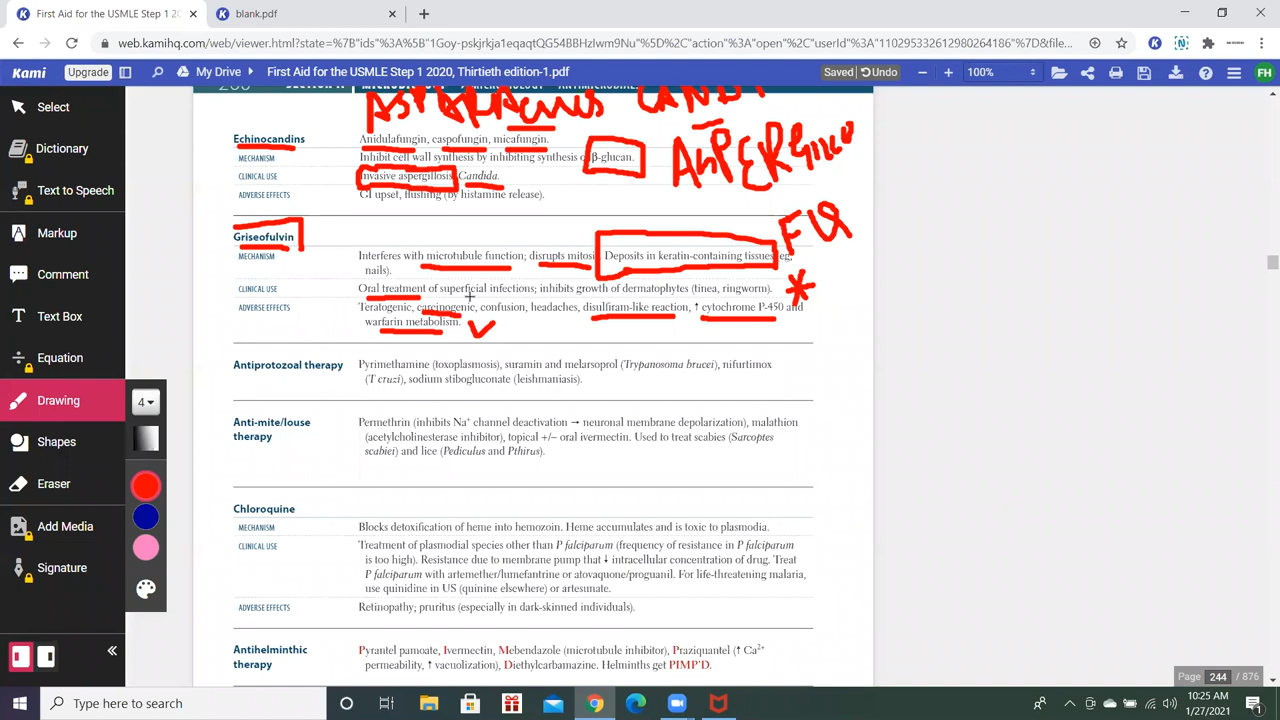 First Aid for the USMLE Step 1 20
blank.pdf
web.kamihq.com/web/viewer.html?state=%7B"ids"%3A%5B"1Goy-pskjrkja1eqaqtQG54BBHzlwm9Nu"%5D%2C"action"%3A"open"%2C"userId"%3A"110295332612980264186"%7D&file...
Kami
Upgrade
My Drive
First Aid for the USMLE Step 1 2020, Thirtieth edition-1.pdf
Saved
Undo
100%
FH
Select
Dictionary
Text to Speech
Markup
Comment
Text Box
Drawing
4
Shapes
Eraser
Add Media
Signature
Echinocandins
Anidulafungin, caspofungin, micafungin.
MECHANISM
Inhibit cell wall synthesis by inhibiting synthesis β-glucan.
CLINICAL USE
Invasive aspergillosis Candida.
ADVERSE EFFECTS
GI upset, flushting (by histamine release).
Griseofulvin
MECHANISM
Interferes with microtubule function; disrupts mitosi Deposits in keratin-containing tissues (eg,
nails).
CLINICAL USE
Oral treatment of superficial infections; inhibits growth of dermatophytes (tinea, ringworm).
ADVERSE EFFECTS
Teratogenic, carcinogenic, confusion, headaches, disulfiram-like reaction, ↑ cytochrome P-450 and
warfarin metabolism.
Antiprotozoal therapy
Pyrimethamine (toxoplasmosis), suramin and melarsoprol (Trypanosoma brucei), nifurtimox
(T cruzi), sodium stibogluconate (leishmaniasis).
Anti-mite/louse
therapy
Permethrin (inhibits Na⁺ channel deactivation → neuronal membrane depolarization), malathion
(acetylcholinesterase inhibitor), topical +/– oral ivermectin. Used to treat scabies (Sarcoptes
scabiei) and lice (Pediculus and Pthirus).
Chloroquine
MECHANISM
Blocks detoxification of heme into hemozoin. Heme accumulates and is toxic to plasmodia.
CLINICAL USE
Treatment of plasmodial species other than P falciparum (frequency of resistance in P falciparum
is too high). Resistance due to membrane pump that ↓ intracellular concentration of drug. Treat
P falciparum with artemether/lumefantrine or atovaquone/proguanil. For life-threatening malaria,
use quinidine in US (quinine elsewhere) or artesunate.
ADVERSE EFFECTS
Retinopathy; pruritus (especially in dark-skinned individuals).
Antihelminthic
therapy
Pyrantel pamoate, Ivermectin, Mebendazole (microtubule inhibitor), Praziquantel (↑ Ca²⁺
permeability, ↑ vacuolization), Diethylcarbamazine. Helminths get PIMP'D.
Page 244 / 876
Type here to search
10:25 AM
1/27/2021